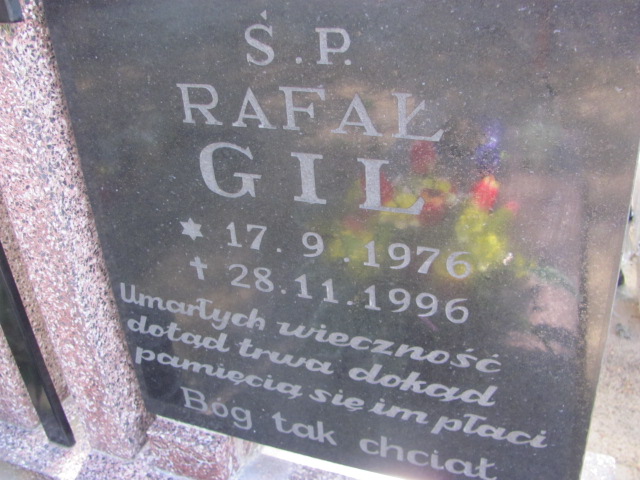 Ś.P.
RAFAŁ
GIL
* 17.9.1976
✝ 28.11.1996
Umarłych wieczność
dotąd trwa dokąd
pamięcią się im płaci
Bóg tak chciał